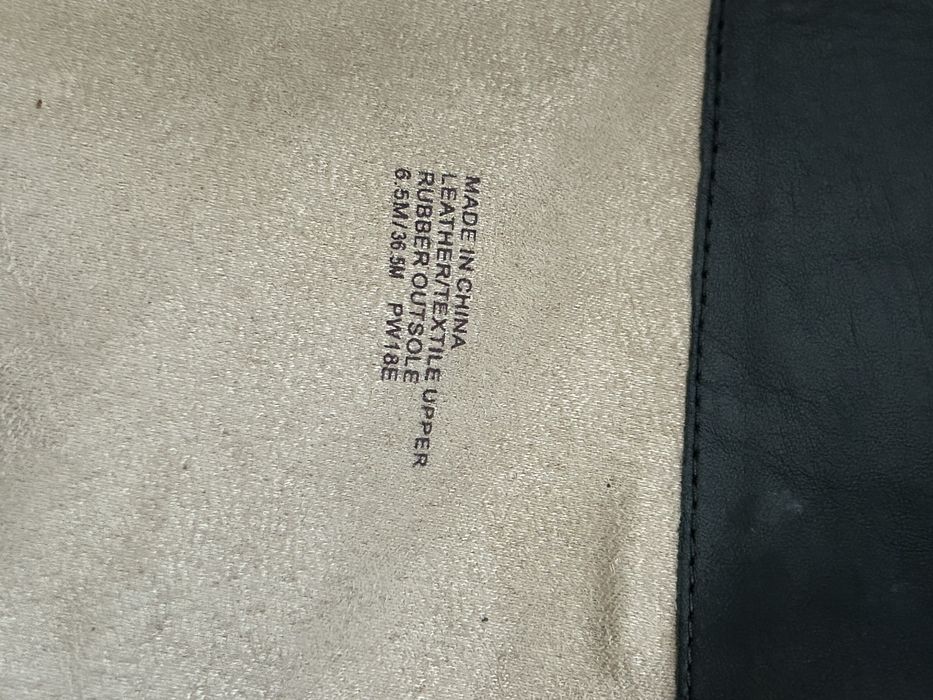 MADE IN CHINA
LEATHER/TEXTILE UPPER
RUBBER OUTSOLE
6.5M/36.5M PW18E